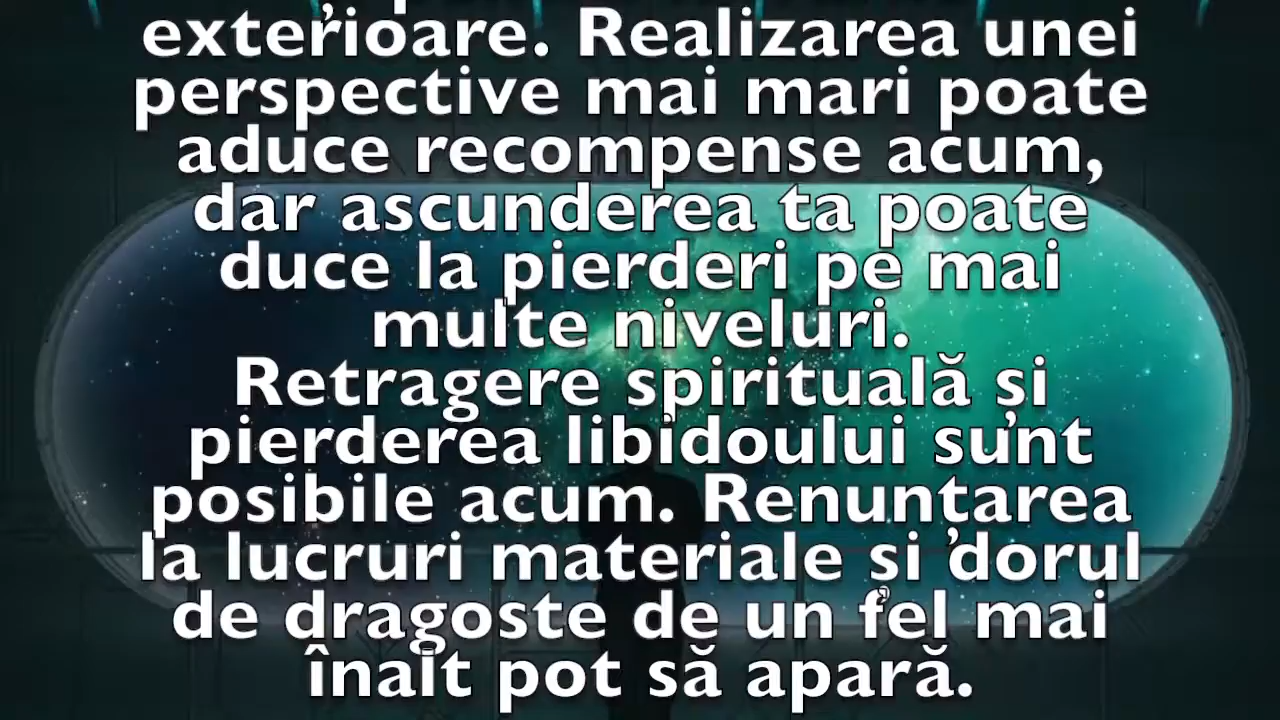 exterioare. Realizarea unei
perspective mai mari poate
aduce recompense acum,
dar ascunderea ta poate
duce la pierderi pe mai
multe niveluri.
Retragere spirituală și
pierderea libidoului sunt
posibile acum. Renunțarea
la lucruri materiale și dorul
de dragoste de un fel mai
înalt pot să apară.